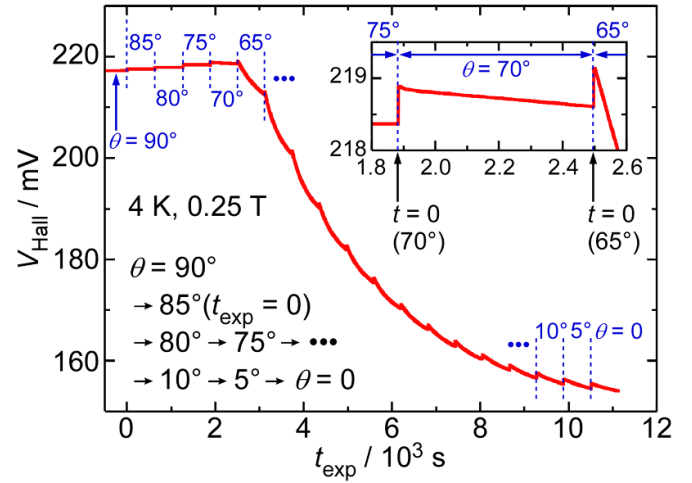 75° 65°
85° 75° 65°
θ = 70°
80° 70°
•••
θ = 90°
220
200
180
160
V_Hall / mV
219
218
1.8 2.0 2.2 2.4 2.6
t = 0 t = 0
(70°) (65°)
4 K, 0.25 T
θ = 90°
→ 85°(t_exp = 0)
→ 80° → 75° → •••
→ 10° → 5° → θ = 0
••• 10° 5° θ = 0
0 2 4 6 8 10 12
t_exp / 10³ s